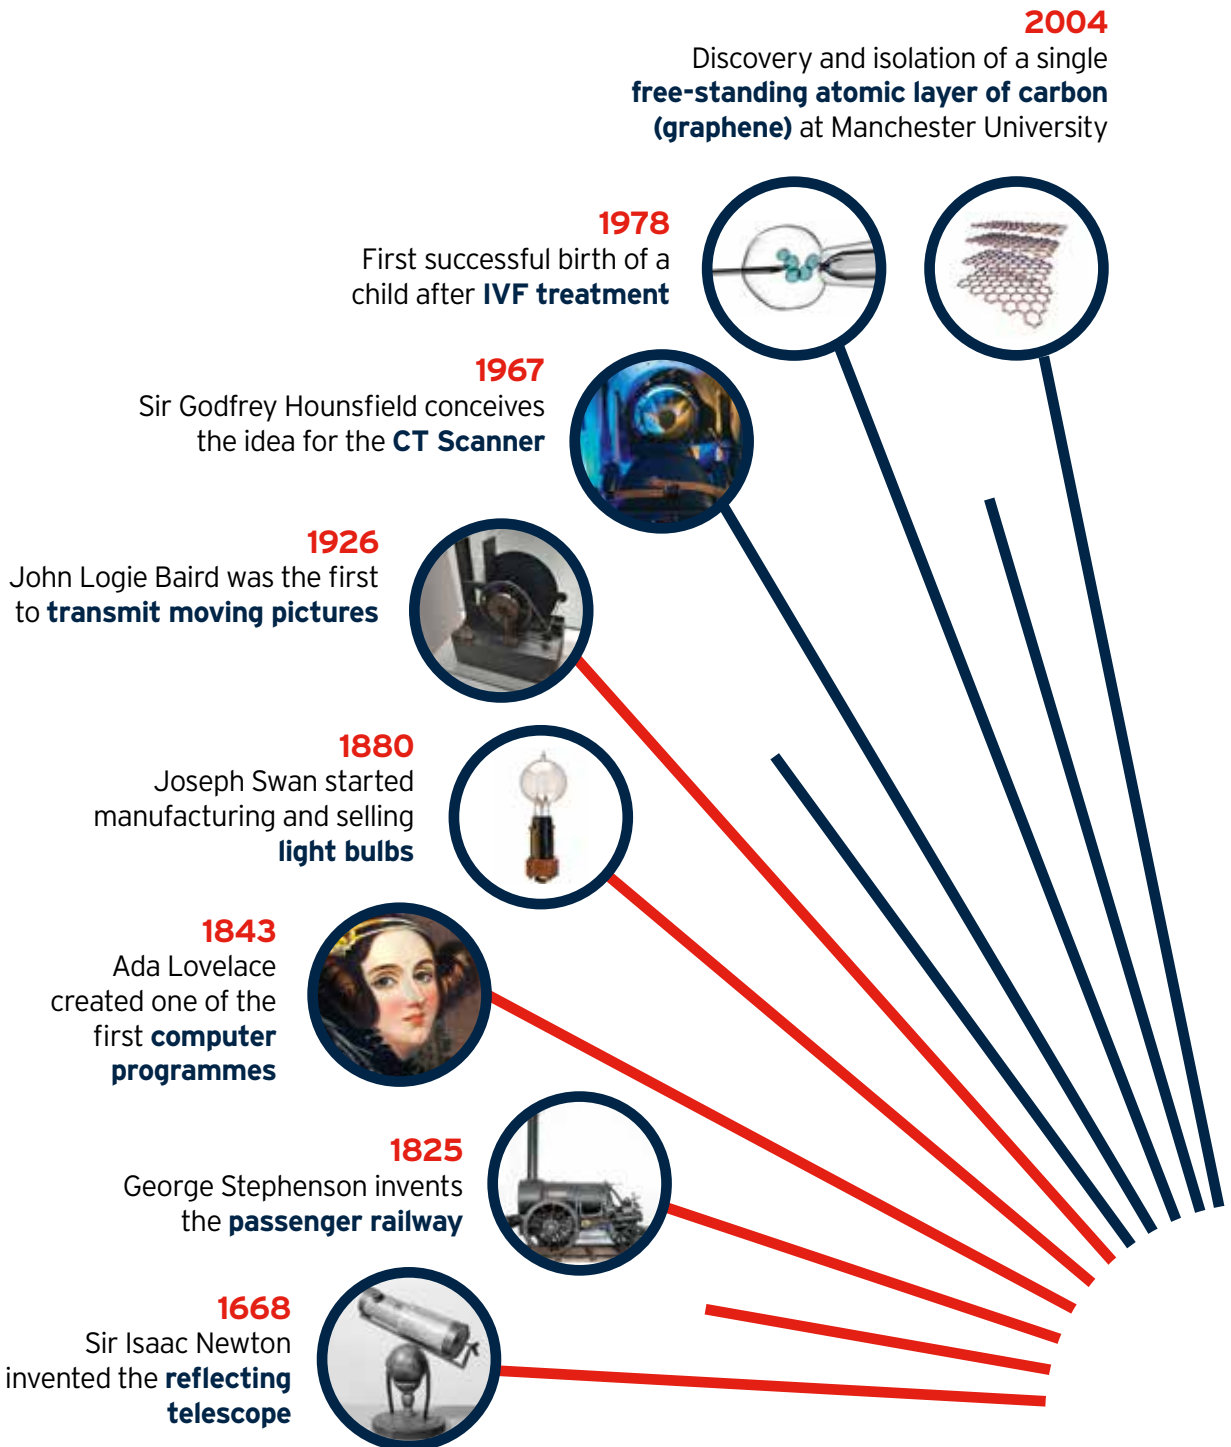 2004
Discovery and isolation of a single
free-standing atomic layer of carbon
(graphene) at Manchester University
1978
First successful birth of a
child after IVF treatment
1967
Sir Godfrey Hounsfield conceives
the idea for the CT Scanner
1926
John Logie Baird was the first
to transmit moving pictures
1880
Joseph Swan started
manufacturing and selling
light bulbs
1843
Ada Lovelace
created one of the
first computer
programmes
1825
George Stephenson invents
the passenger railway
1668
Sir Isaac Newton
invented the reflecting
telescope